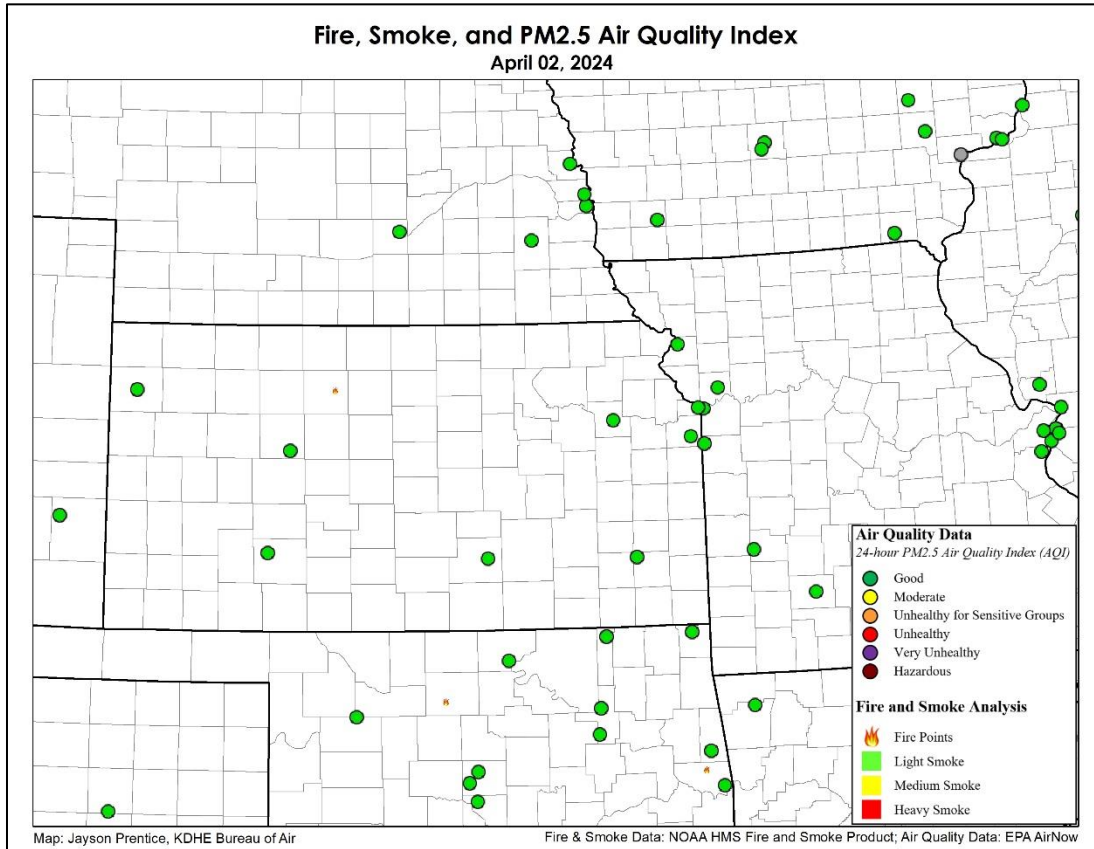 Fire, Smoke, and PM2.5 Air Quality Index
April 02, 2024
Air Quality Data
24-hour PM2.5 Air Quality Index (AQI)
Good
Moderate
Unhealthy for Sensitive Groups
Unhealthy
Very Unhealthy
Hazardous
Fire and Smoke Analysis
Fire Points
Light Smoke
Medium Smoke
Heavy Smoke
Map: Jayson Prentice, KDHE Bureau of Air
Fire & Smoke Data: NOAA HMS Fire and Smoke Product; Air Quality Data: EPA AirNow